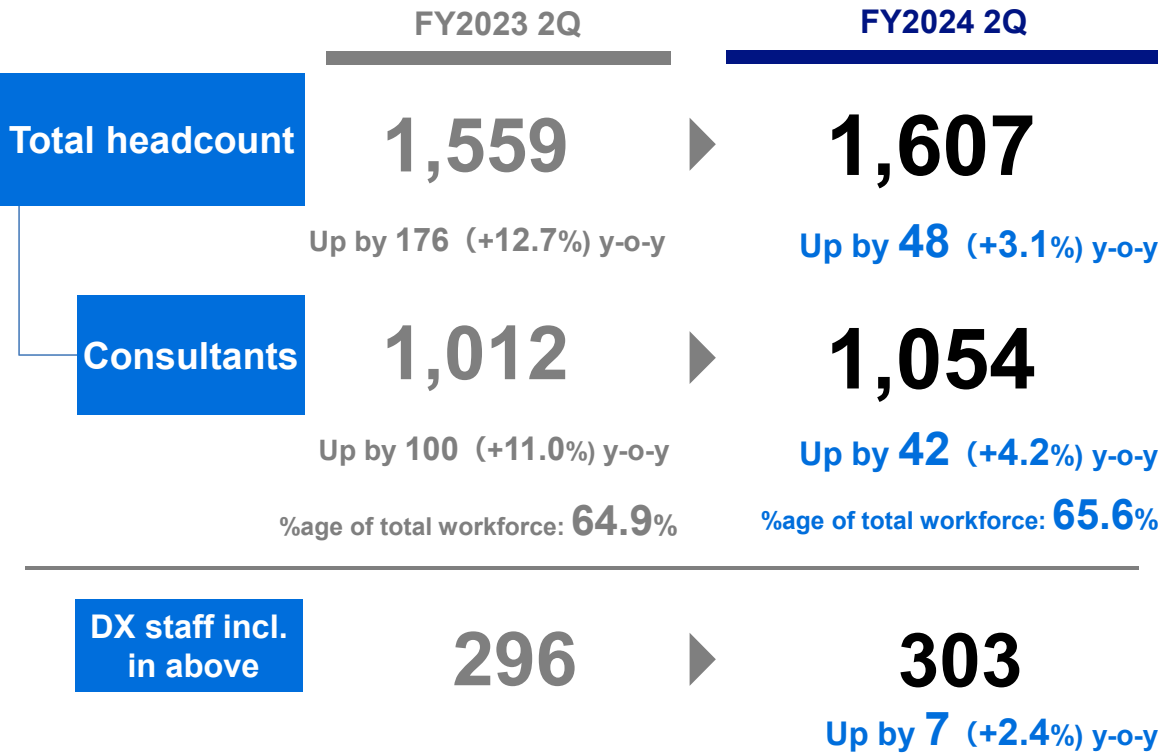 FY2023 2Q
FY2024 2Q
Total headcount
1,559
1,607
Up by 176 (+12.7%) y-o-y
Up by 48 (+3.1%) y-o-y
Consultants
1,012
1,054
Up by 100 (+11.0%) y-o-y
Up by 42 (+4.2%) y-o-y
%age of total workforce: 64.9%
%age of total workforce: 65.6%
DX staff incl.
in above
296
303
Up by 7 (+2.4%) y-o-y